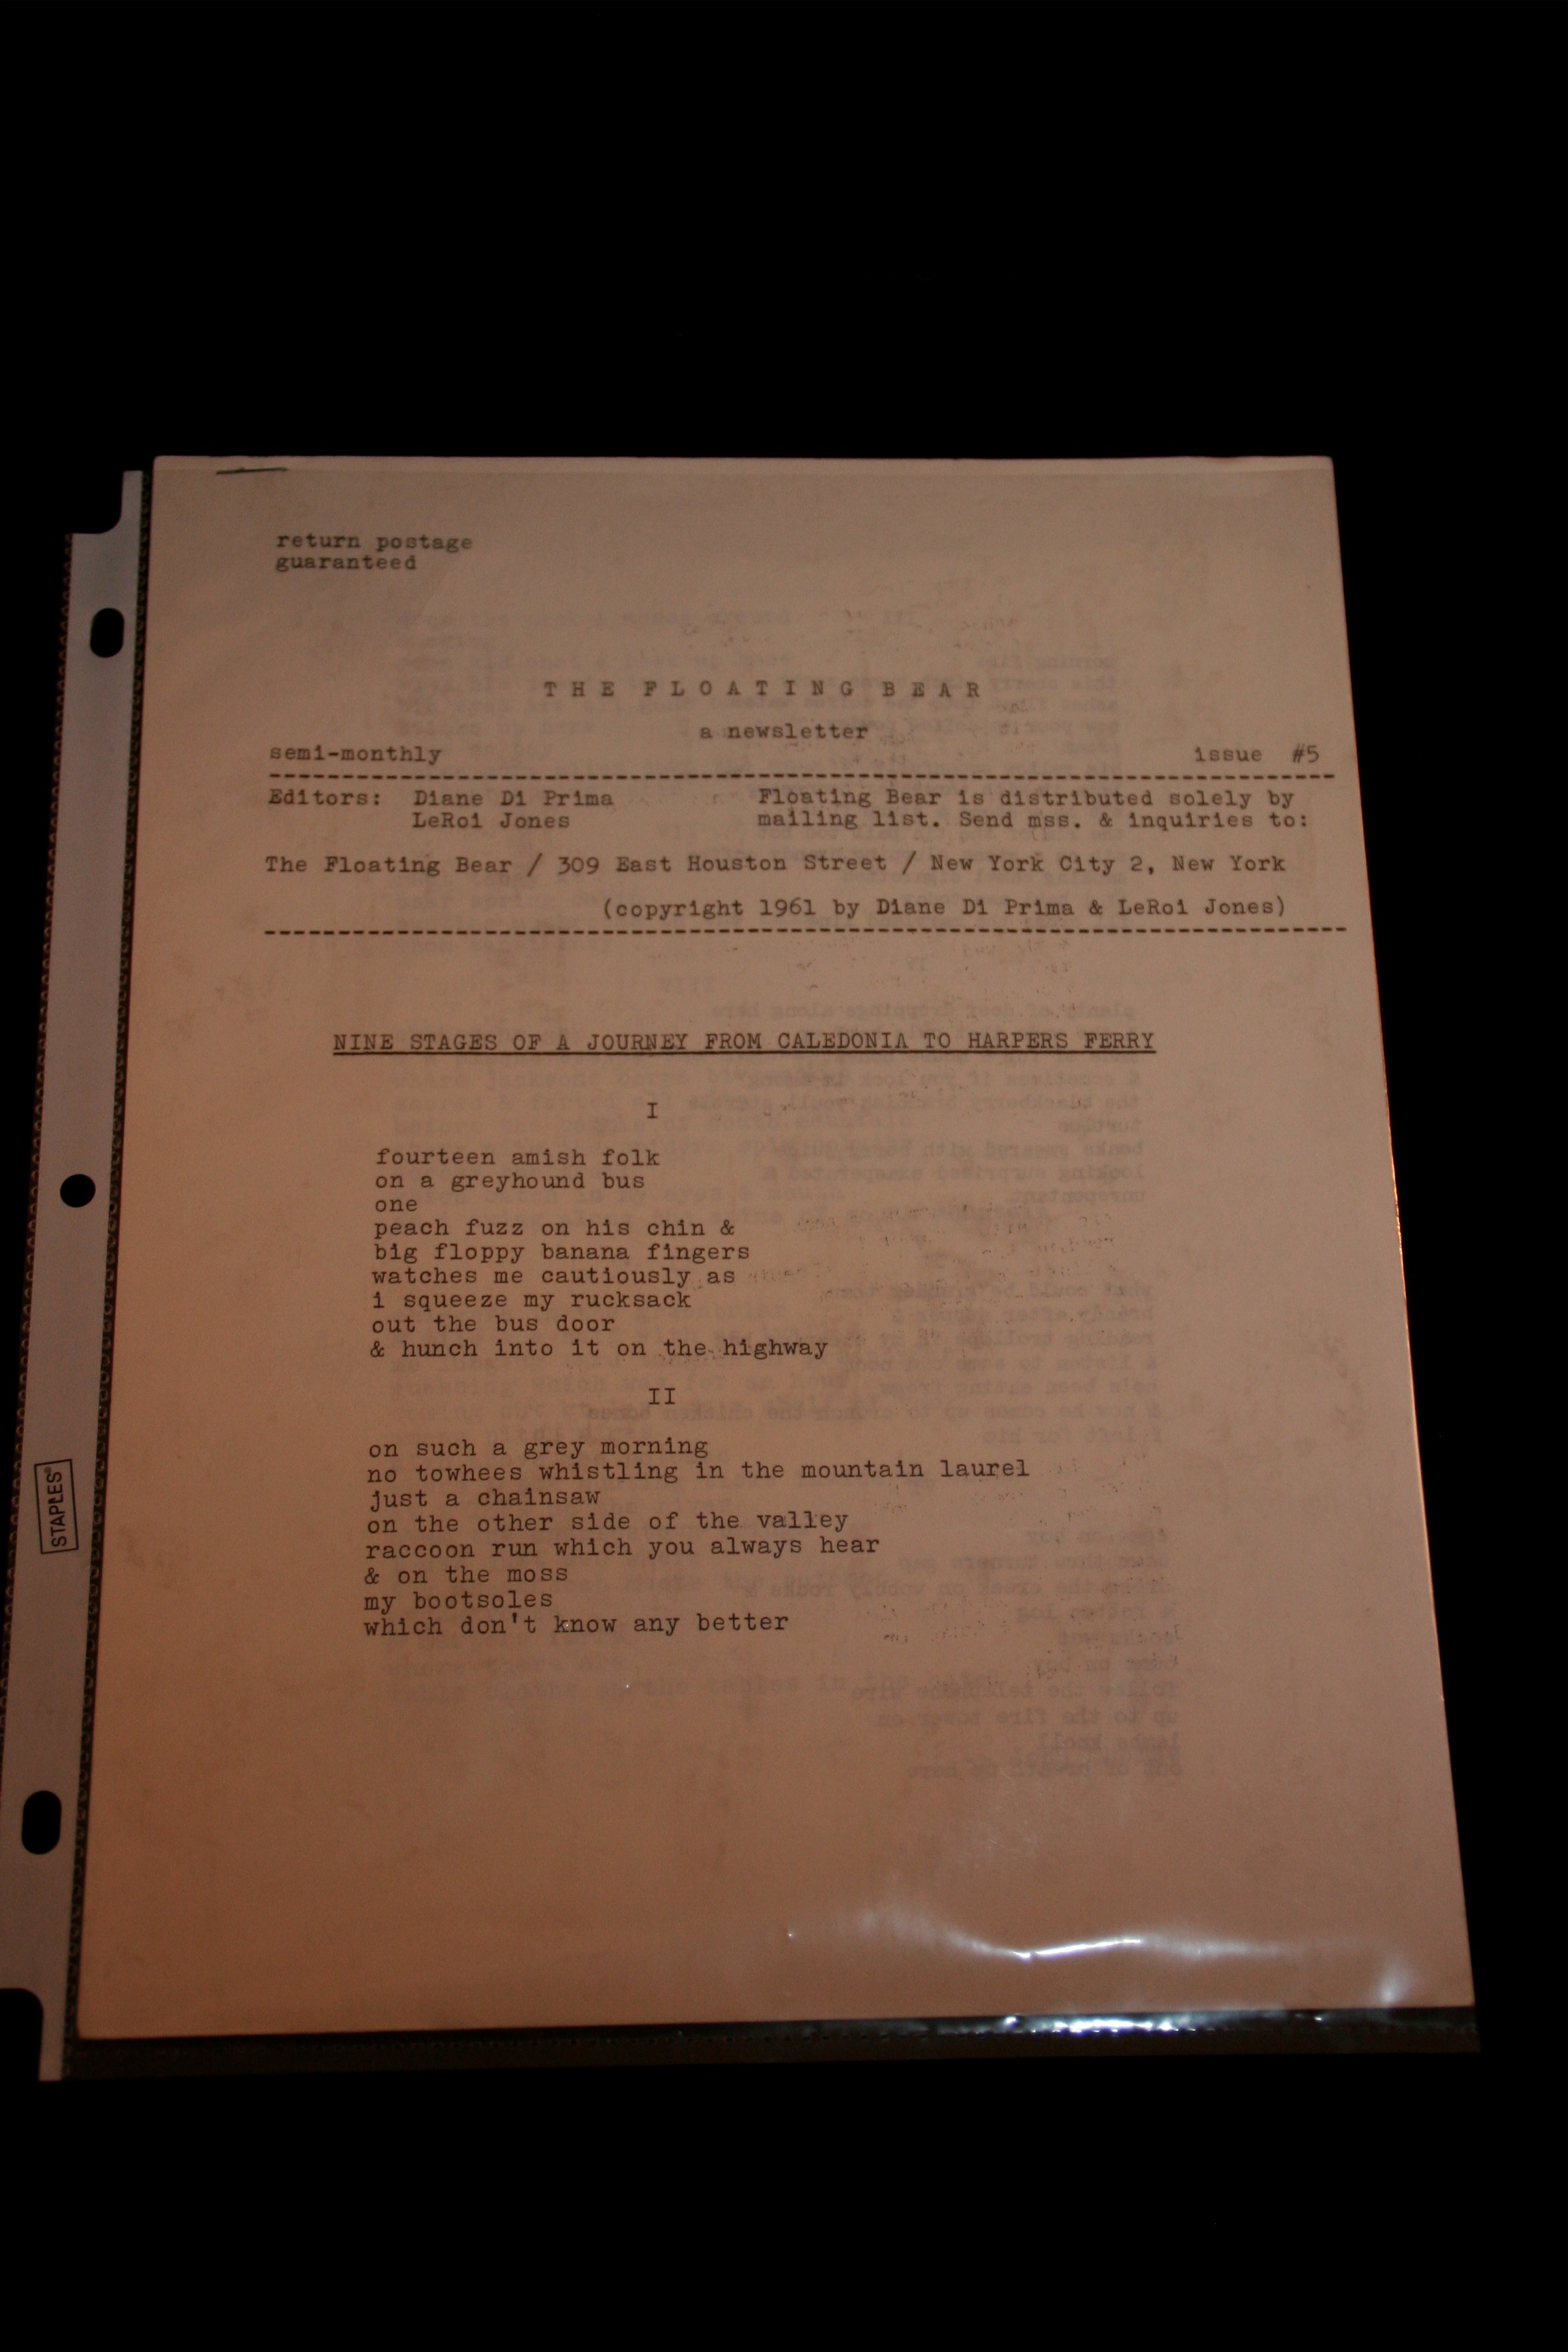 return postage
guaranteed
THE FLOATING BEAR
a newsletter
semi-monthly issue #5
Editors: Diane Di Prima Floating Bear is distributed solely by
LeRoi Jones mailing list. Send mss. & inquiries to:
The Floating Bear / 309 East Houston Street / New York City 2, New York
(copyright 1961 by Diane Di Prima & LeRoi Jones)
NINE STAGES OF A JOURNEY FROM CALEDONIA TO HARPERS FERRY
I
fourteen amish folk
on a greyhound bus
one
peach fuzz on his chin &
big floppy banana fingers
watches me cautiously as
i squeeze my rucksack
out the bus door
& hunch into it on the highway
II
on such a grey morning
no towhees whistling in the mountain laurel
just a chainsaw
on the other side of the valley
raccoon run which you always hear
& on the moss
my bootsoles
which don't know any better
STAPLES®